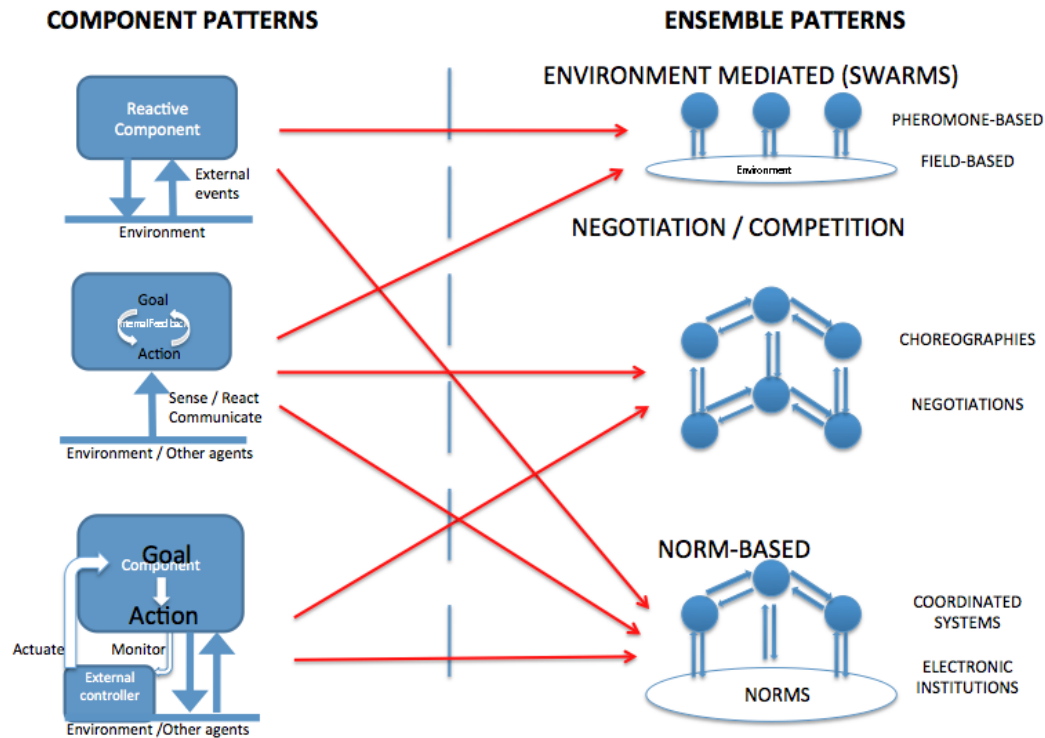 COMPONENT PATTERNS
Reactive
Component
External
events
Environment
Goal
Internal Feedback
Action
Sense / React
Communicate
Environment / Other agents
Goal
Component
Action
Actuate
Monitor
External
controller
Environment /Other agents
ENSEMBLE PATTERNS
ENVIRONMENT MEDIATED (SWARMS)
PHEROMONE-BASED
FIELD-BASED
Environment
NEGOTIATION / COMPETITION
CHOREOGRAPHIES
NEGOTIATIONS
NORM-BASED
COORDINATED
SYSTEMS
ELECTRONIC
INSTITUTIONS
NORMS